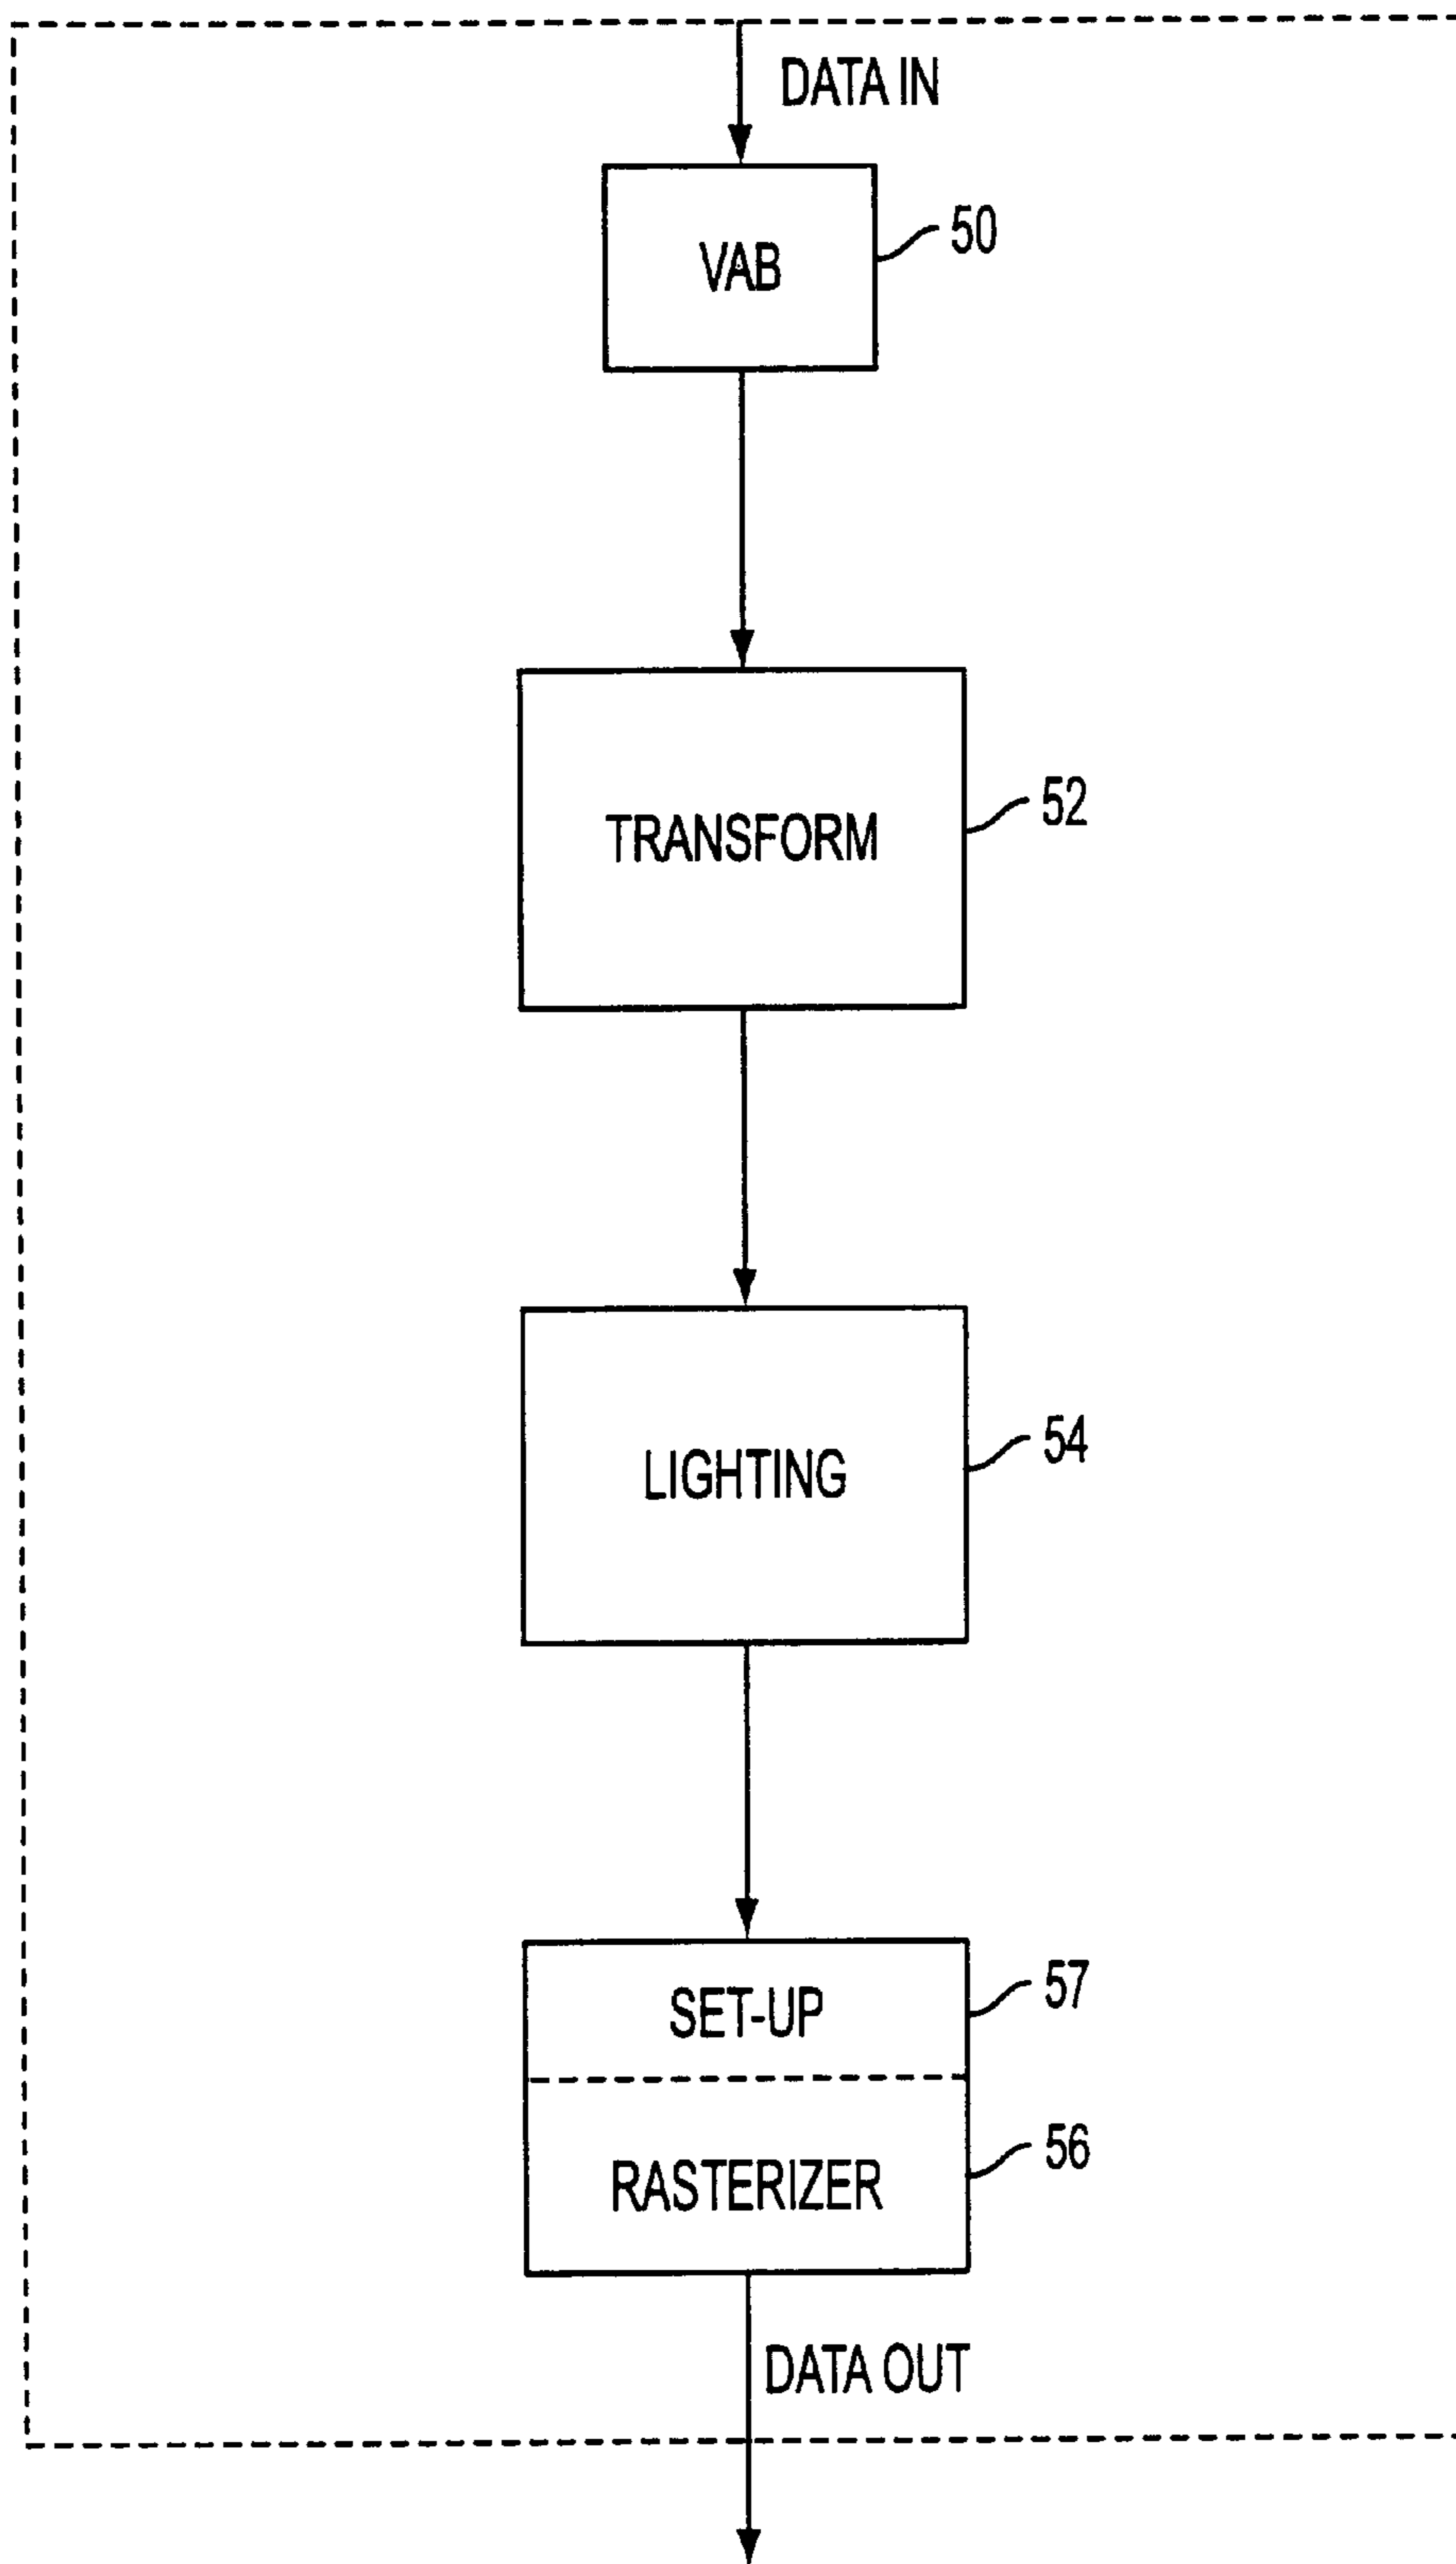 DATA IN
VAB
50
TRANSFORM
52
LIGHTING
54
SET-UP
57
RASTERIZER
56
DATA OUT